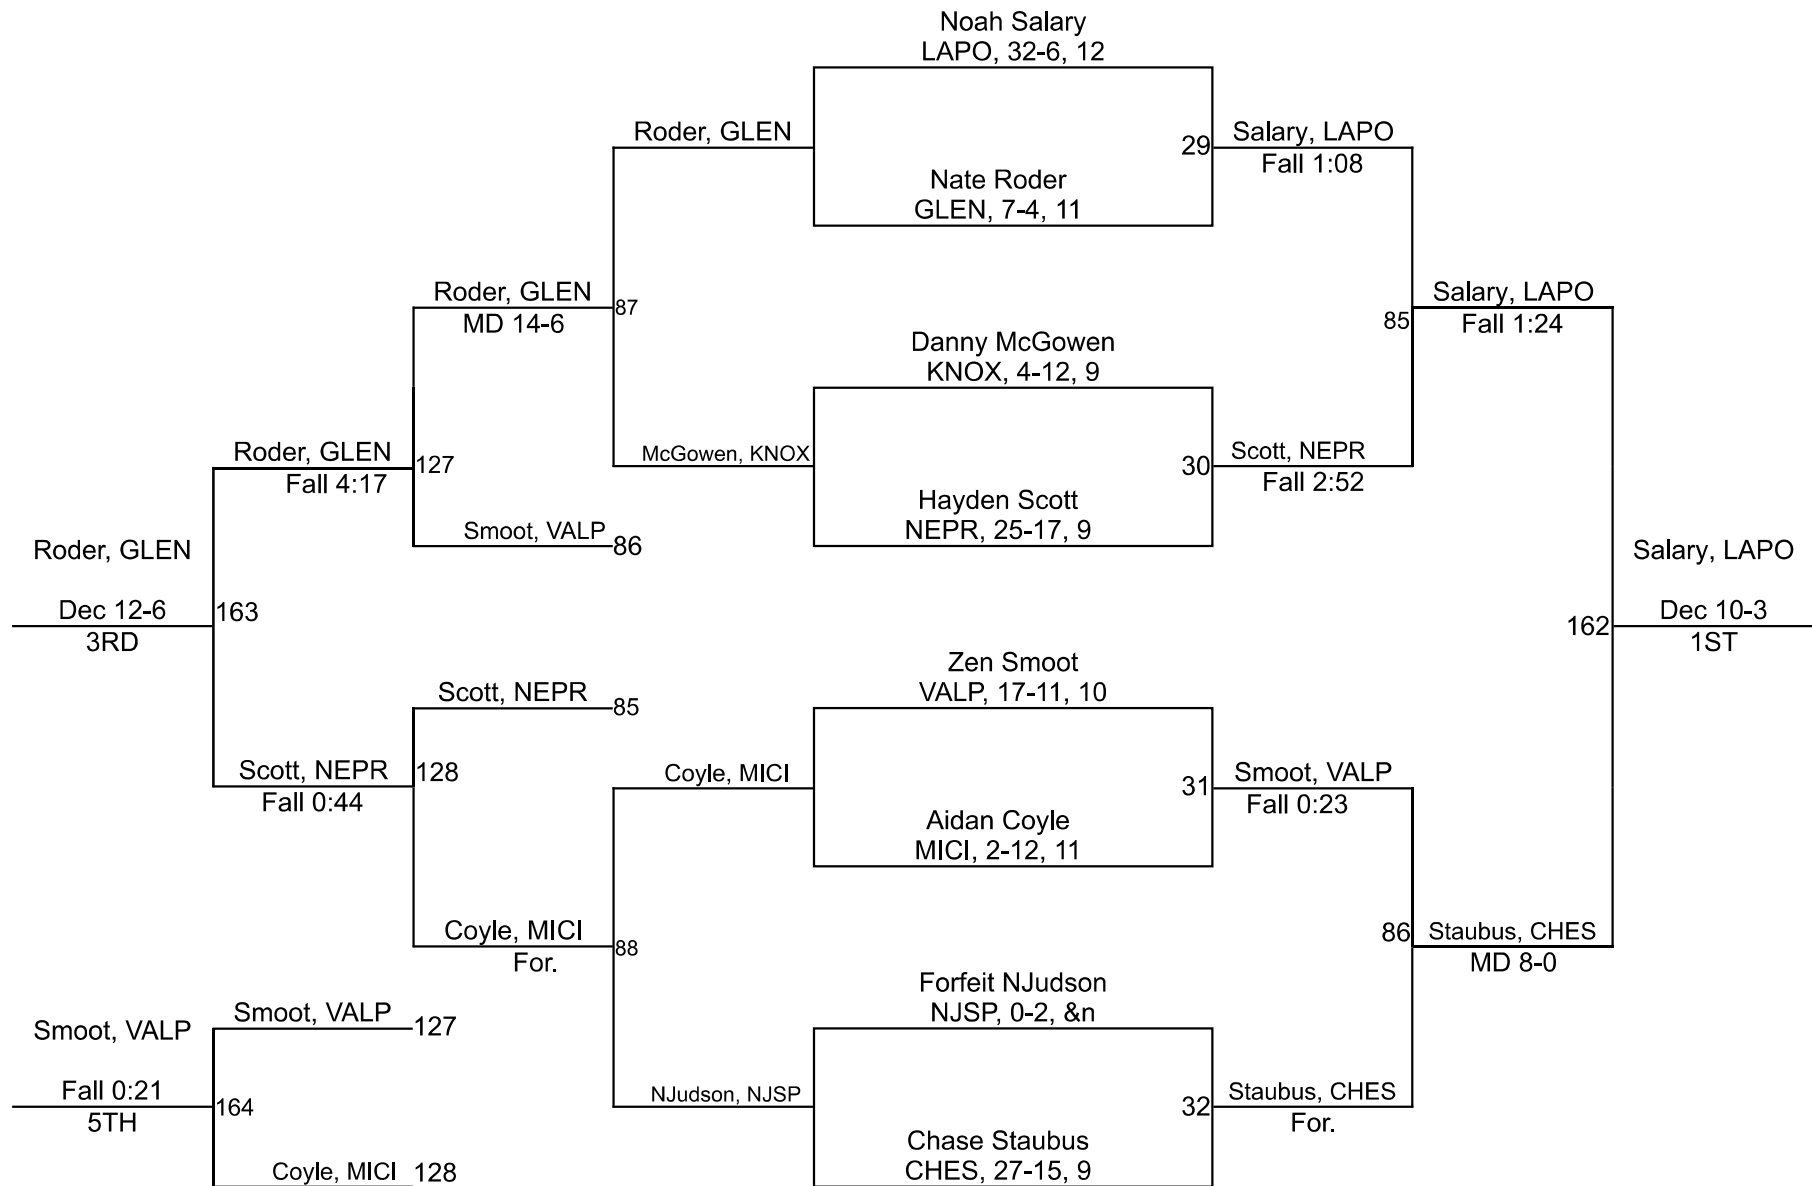 Noah Salary
LAPO, 32-6, 12
Roder, GLEN
29
Salary, LAPO
Fall 1:08
Nate Roder
GLEN, 7-4, 11
Roder, GLEN
MD 14-6
87
Salary, LAPO
85
Fall 1:24
Danny McGowen
KNOX, 4-12, 9
Roder, GLEN
Fall 4:17
127
McGowen, KNOX
30
Scott, NEPR
Fall 2:52
Hayden Scott
NEPR, 25-17, 9
Smoot, VALP
86
Roder, GLEN
Dec 12-6
3RD
163
Salary, LAPO
162
Dec 10-3
1ST
Zen Smoot
VALP, 17-11, 10
Scott, NEPR
85
Scott, NEPR
Fall 0:44
128
Coyle, MICI
31
Smoot, VALP
Fall 0:23
Aidan Coyle
MICI, 2-12, 11
Coyle, MICI
For.
88
86
Staubus, CHES
MD 8-0
Forfeit NJudson
NJSP, 0-2, &n
Smoot, VALP
127
Smoot, VALP
Fall 0:21
5TH
164
NJudson, NJSP
32
Staubus, CHES
For.
Chase Staubus
CHES, 27-15, 9
Coyle, MICI
128